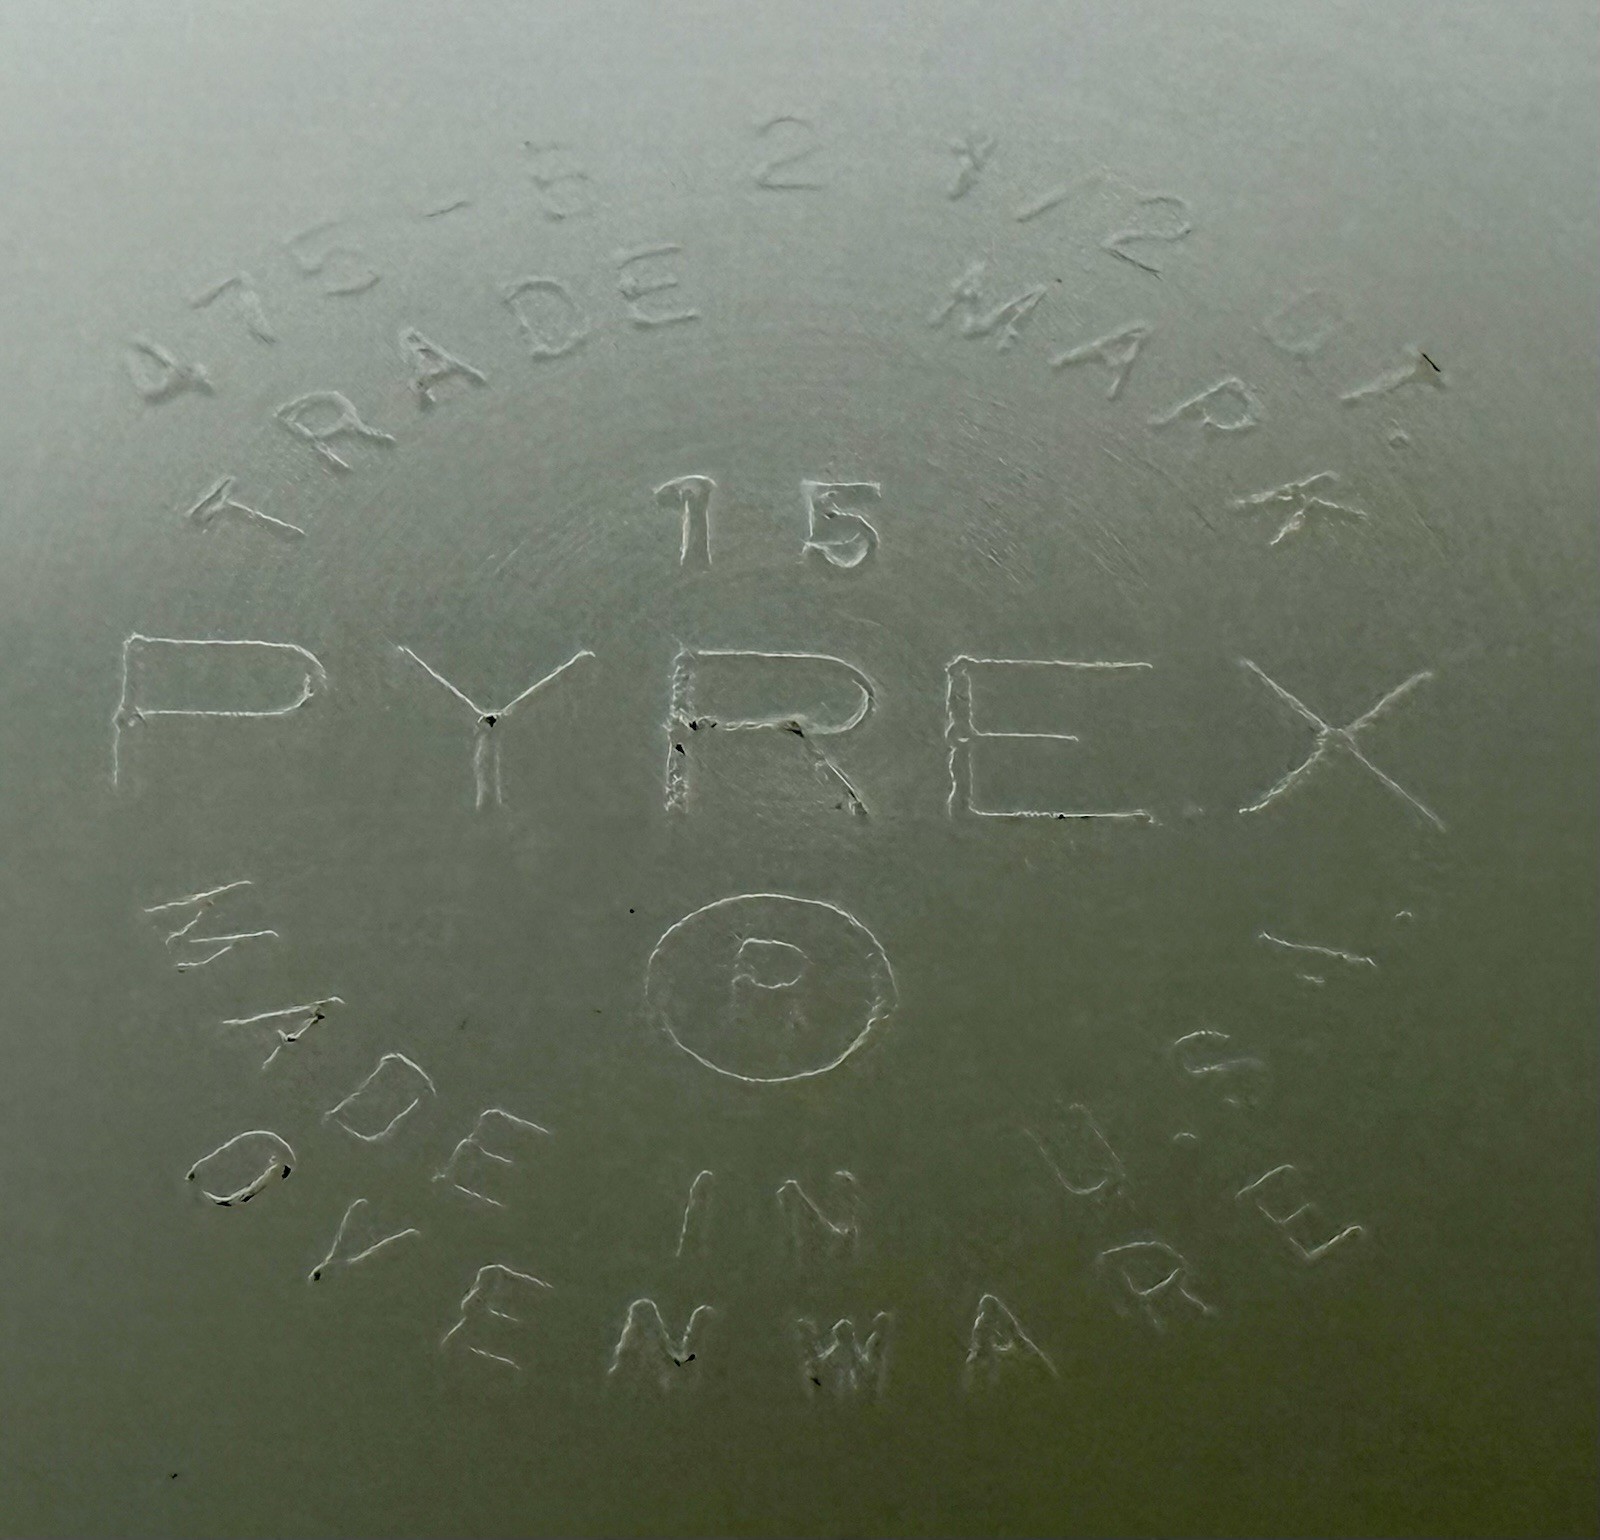 475-B 2 1/2 QT.
TRADE MARK
15
PYREX
®
MADE IN U.S.A.
OVENWARE